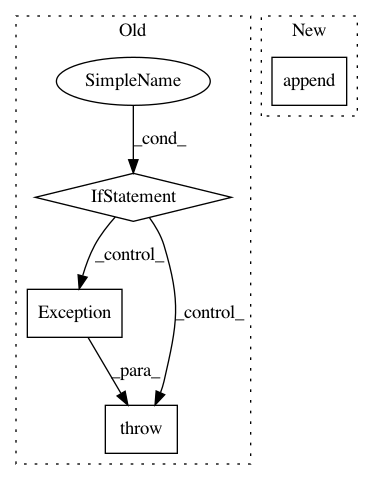 Old
New
SimpleName
append
_cond_
IfStatement
_control_
_control_
Exception
_para_
throw